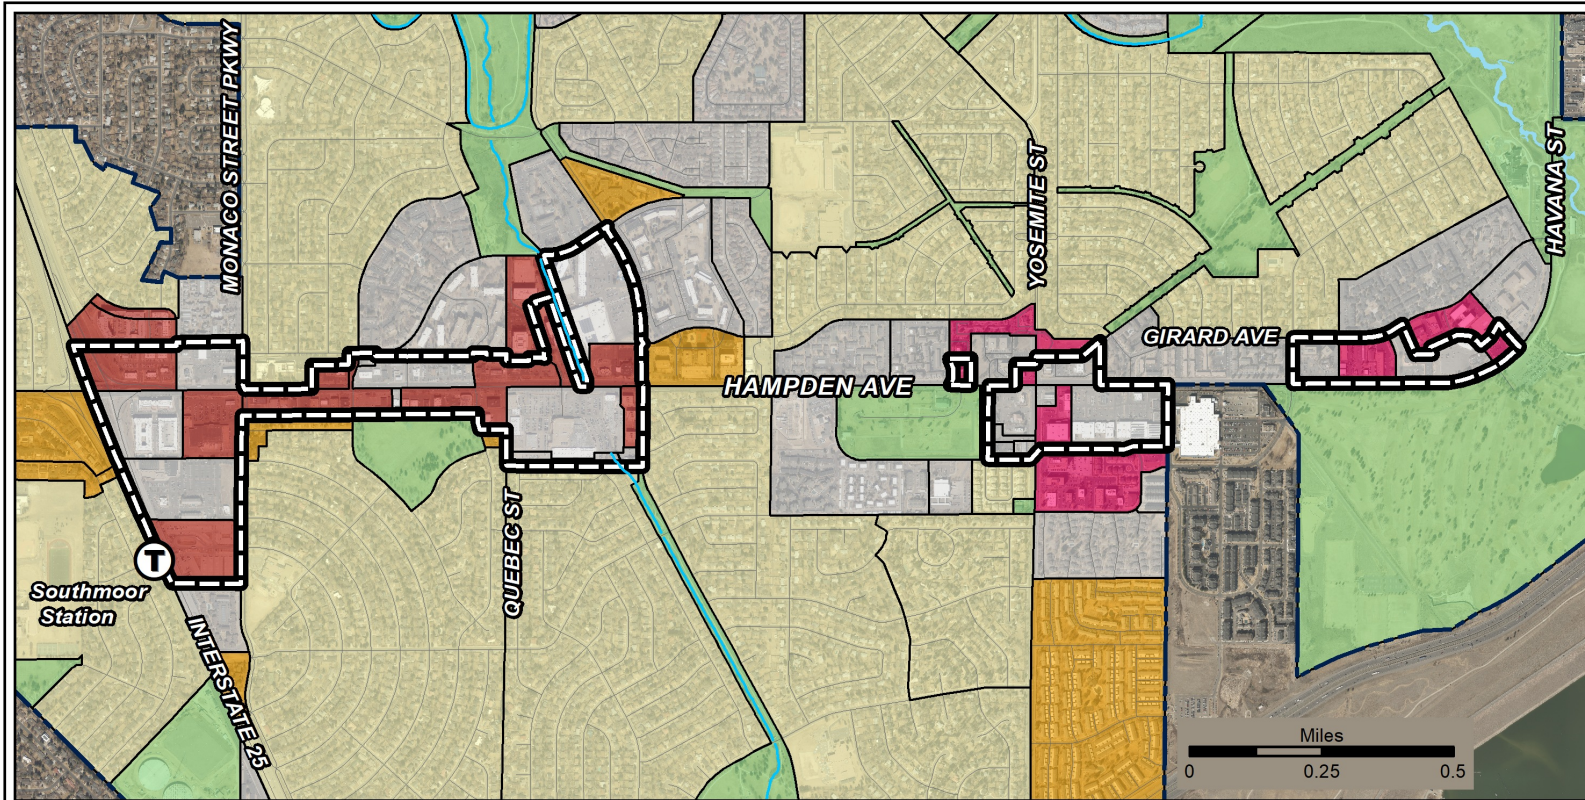 MONACO STREET PKWY
YOSEMITE ST
HAVANA ST
GIRARD AVE
HAMPDEN AVE
QUEBEC ST
T
Southmoor
Station
INTERSTATE 25
Miles
0 0.25 0.5